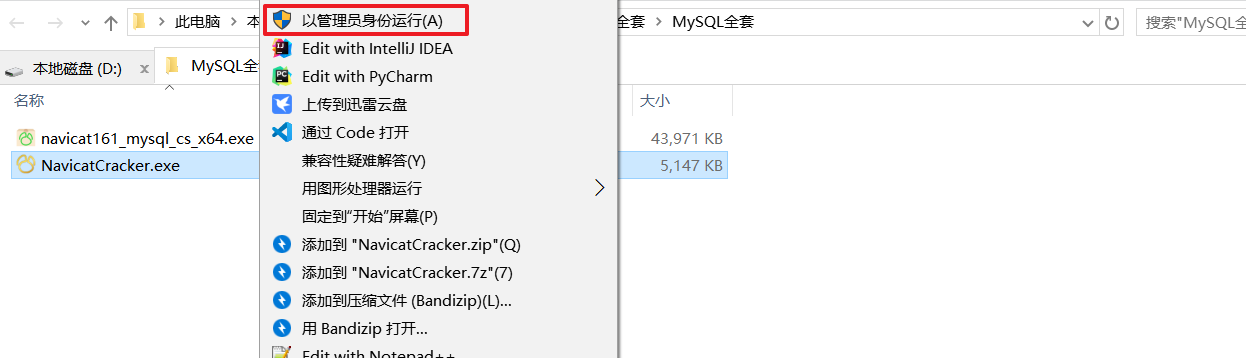 以管理员身份运行(A)
此电脑
本
全套
MySQL全套
搜索"MySQL全
Edit with IntelliJ IDEA
本地磁盘 (D:)
MySQL全
Edit with PyCharm
名称
上传到迅雷云盘
大小
navicat161_mysql_cs_x64.exe
通过 Code 打开
43,971 KB
NavicatCracker.exe
兼容性疑难解答(Y)
5,147 KB
用图形处理器运行
固定到"开始"屏幕(P)
添加到 "NavicatCracker.zip"(Q)
添加到 "NavicatCracker.7z"(7)
添加到压缩文件 (Bandizip)(L)...
用 Bandizip 打开...
Edit with Notepad++